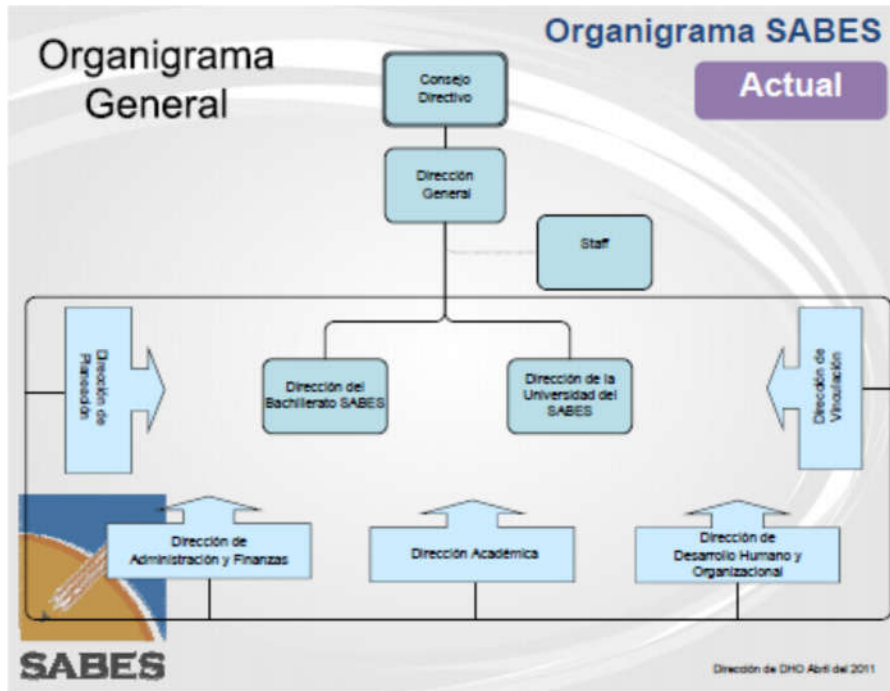 Organigrama
General
Organigrama SABES
Actual
Consejo
Directivo
Dirección
General
Staff
Dirección de
Planeación
Dirección del
Bachillerato SABES
Dirección de la
Universidad del
SABES
Dirección de
Vinculación
Dirección de
Administración y Finanzas
Dirección Académica
Dirección de
Desarrollo Humano y
Organizacional
SABES
Dirección de DHO Abril del 2011